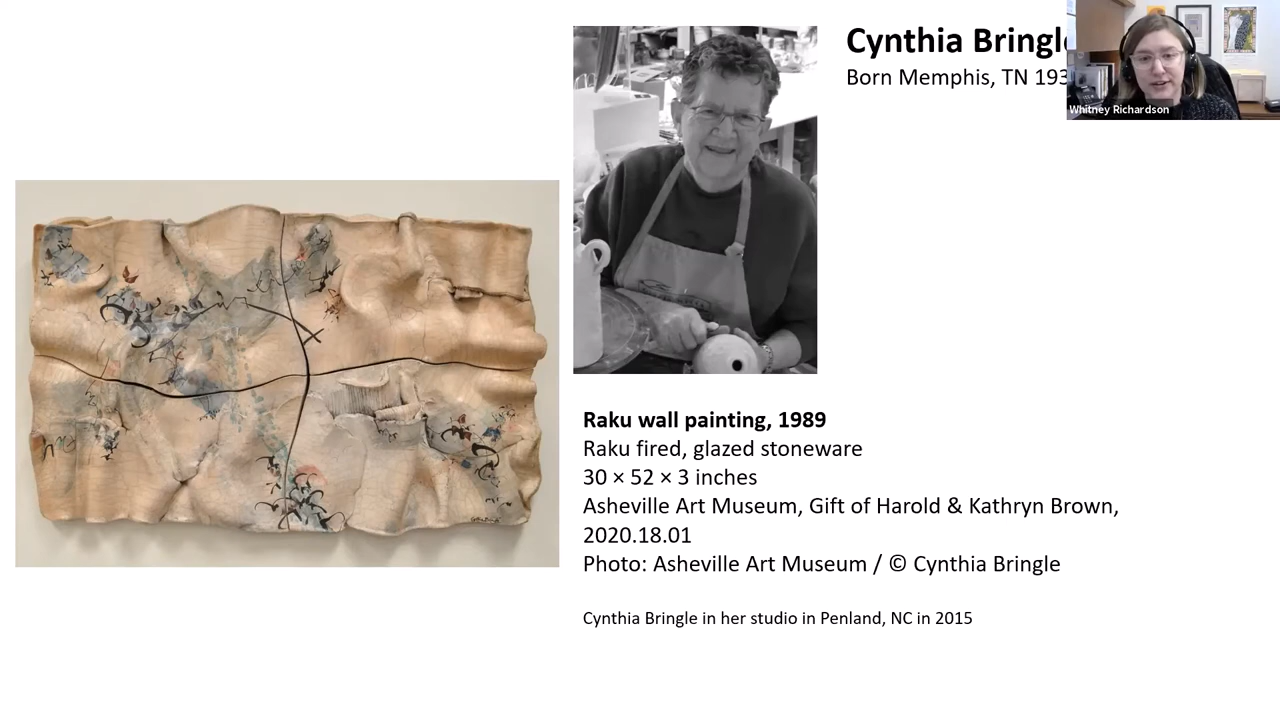 Cynthia Bringl
Born Memphis, TN 193
Whitney Richardson
Raku wall painting, 1989
Raku fired, glazed stoneware
30 × 52 × 3 inches
Asheville Art Museum, Gift of Harold & Kathryn Brown,
2020.18.01
Photo: Asheville Art Museum / © Cynthia Bringle
Cynthia Bringle in her studio in Penland, NC in 2015